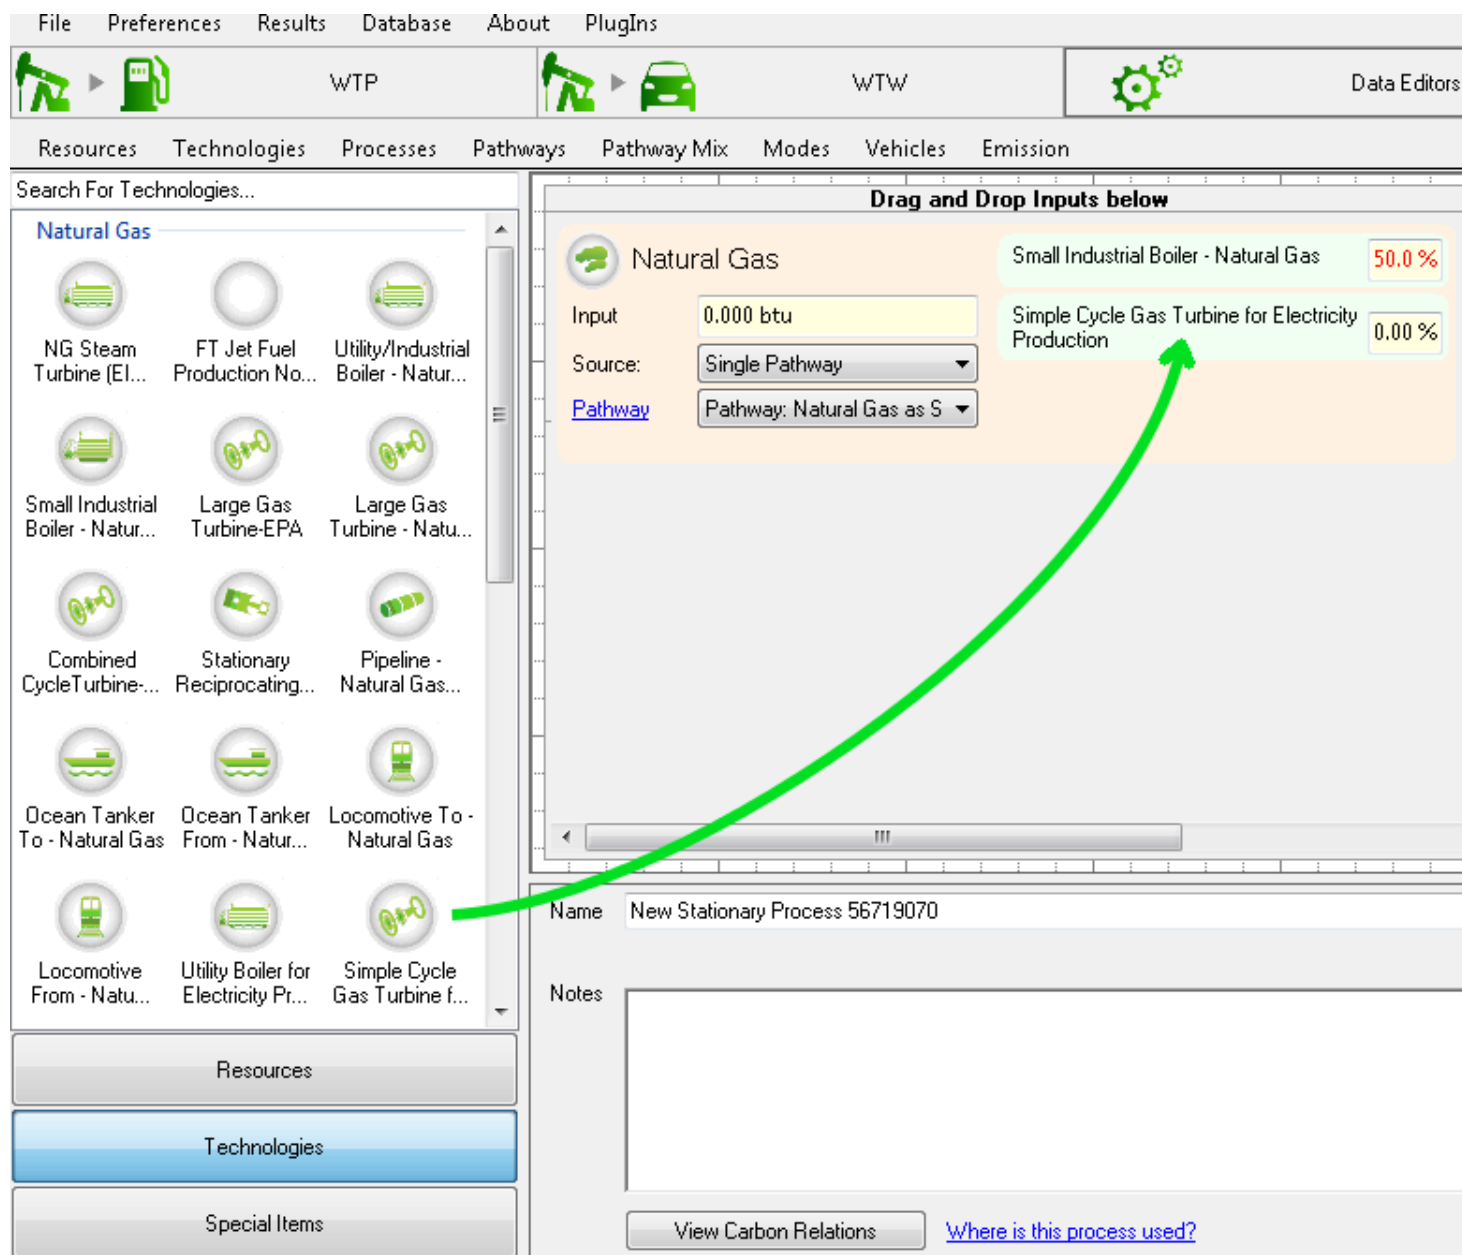 File Preferences Results Database About PlugIns
WTP WTW Data Editors
Resources Technologies Processes Pathways Pathway Mix Modes Vehicles Emission
Search For Technologies...
Natural Gas
NG Steam
Turbine (El...
FT Jet Fuel
Production No...
Utility/Industrial
Boiler - Natur...
Small Industrial
Boiler - Natur...
Large Gas
Turbine-EPA
Large Gas
Turbine - Natu...
Combined
CycleTurbine-...
Stationary
Reciprocating...
Pipeline -
Natural Gas...
Ocean Tanker
To - Natural Gas
Ocean Tanker
From - Natur...
Locomotive To -
Natural Gas
Locomotive
From - Natu...
Utility Boiler for
Electricity Pr...
Simple Cycle
Gas Turbine f...
Resources
Technologies
Special Items
Drag and Drop Inputs below
Natural Gas
Input 0.000 btu
Source: Single Pathway
Pathway Pathway: Natural Gas as S
Small Industrial Boiler - Natural Gas 50.0 %
Simple Cycle Gas Turbine for Electricity
Production 0.00 %
Name New Stationary Process 56719070
Notes
View Carbon Relations Where is this process used?